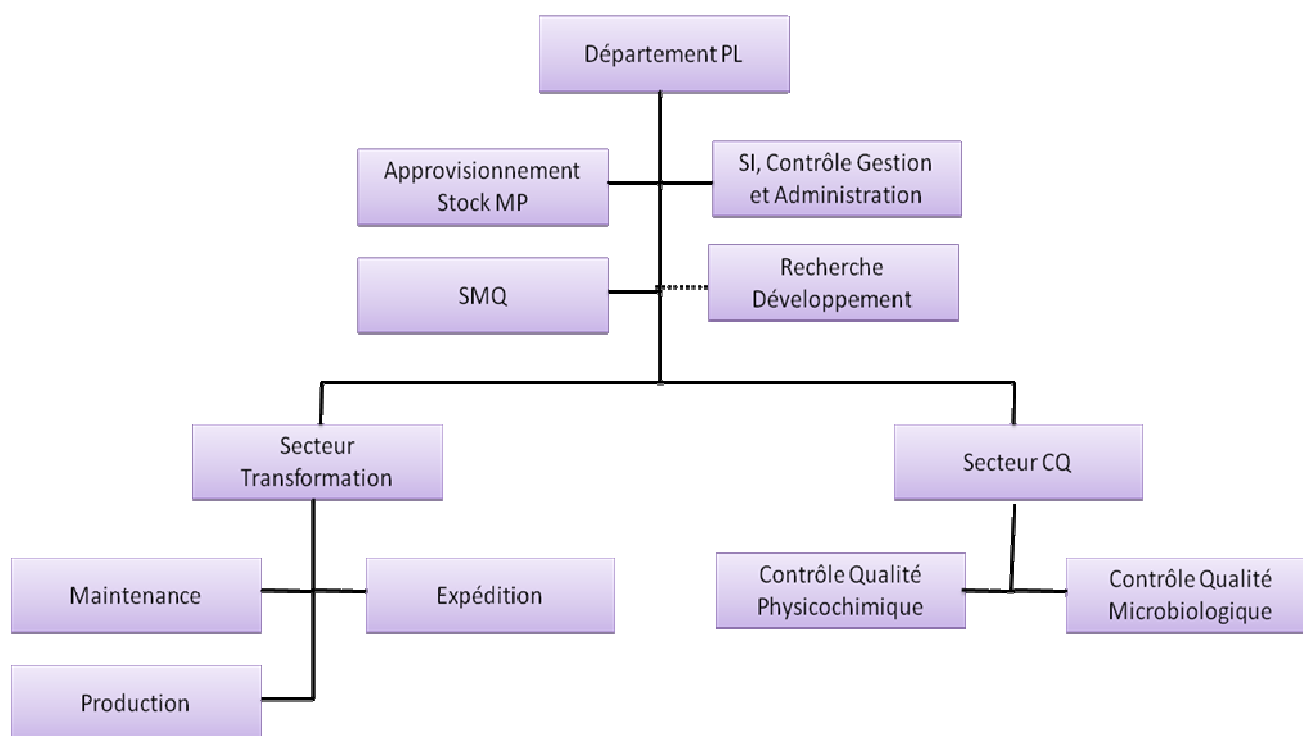 Département PL
Approvisionnement
Stock MP
SI, Contrôle Gestion
et Administration
SMQ
Recherche
Développement
Secteur
Transformation
Secteur CQ
Maintenance
Expédition
Contrôle Qualité
Physicochimique
Contrôle Qualité
Microbiologique
Production